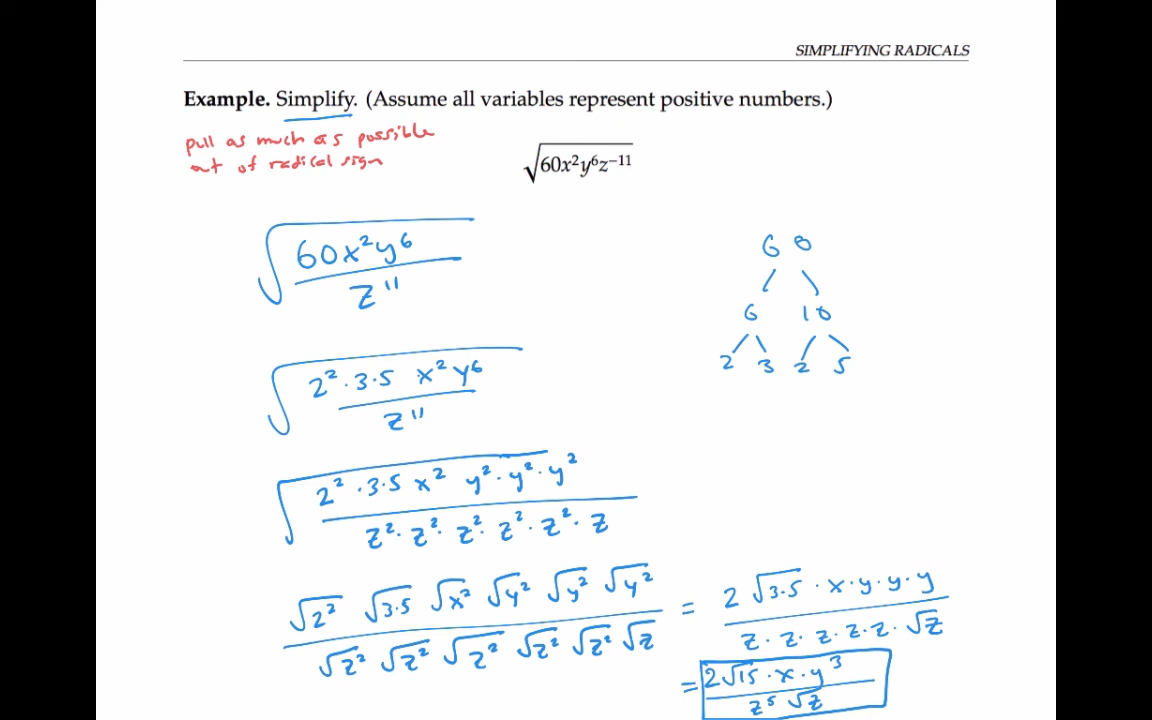 SIMPLIFYING RADICALS
Example. Simplify. (Assume all variables represent positive numbers.)
pull as much as possible
out of radical sign
√(60x²y⁶z⁻¹¹)
√(60x²y⁶ / z¹¹)
60
6 10
2 3 2 5
√(2²·3·5 x²y⁶ / z¹¹)
√(2²·3·5 x² y²·y²·y² / z²·z²·z²·z²·z²·z)
√2² √3·5 √x² √y² √y² √y² / √z² √z² √z² √z² √z² √z = 2√3·5·x·y·y·y / z·z·z·z·z·√z
= 2√15·x·y³ / z⁵√z